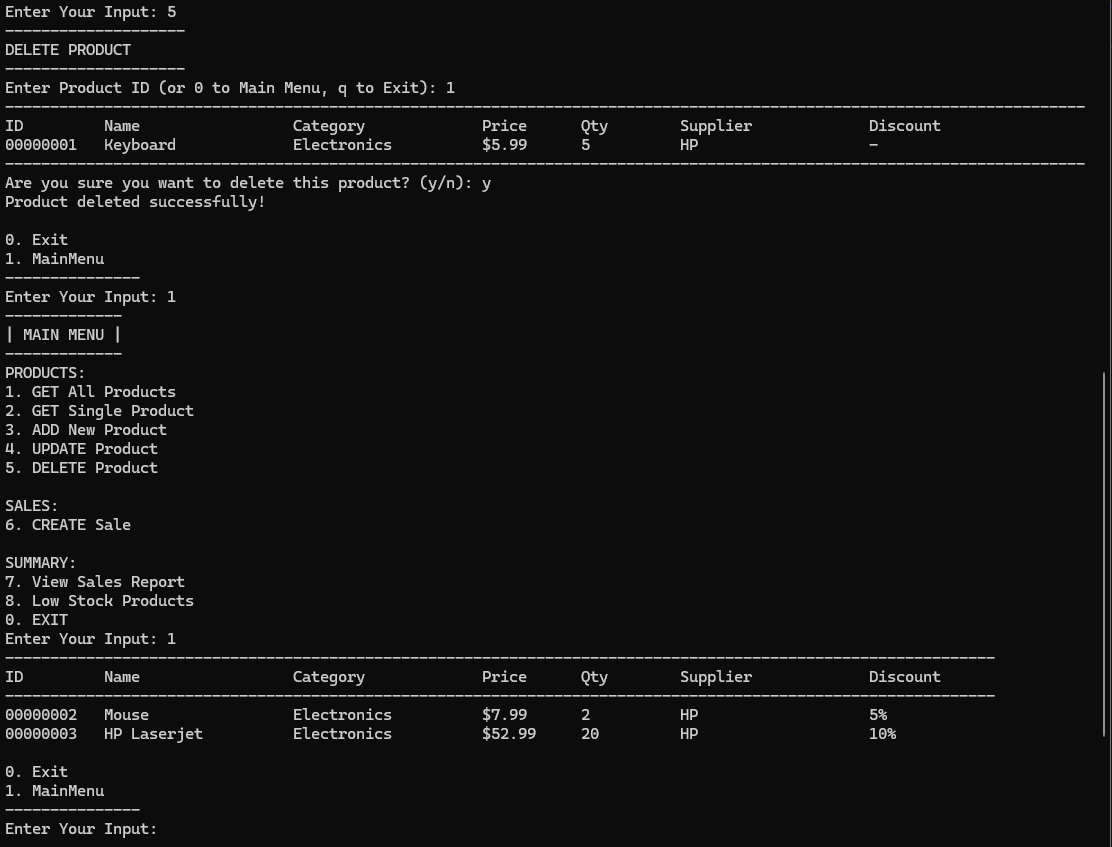 Enter Your Input: 5
--------------------
DELETE PRODUCT
--------------------
Enter Product ID (or 0 to Main Menu, q to Exit): 1
------------------------------------------------------------------------------------------------------------------------
ID         Name                 Category             Price      Qty        Supplier             Discount
00000001   Keyboard             Electronics          $5.99      5          HP                   -
------------------------------------------------------------------------------------------------------------------------
Are you sure you want to delete this product? (y/n): y
Product deleted successfully!

0. Exit
1. MainMenu
---------------
Enter Your Input: 1
-------------
| MAIN MENU |
-------------
PRODUCTS:
1. GET All Products
2. GET Single Product
3. ADD New Product
4. UPDATE Product
5. DELETE Product

SALES:
6. CREATE Sale

SUMMARY:
7. View Sales Report
8. Low Stock Products
0. EXIT
Enter Your Input: 1
--------------------------------------------------------------------------------------------------------------
ID         Name                 Category             Price      Qty        Supplier             Discount
--------------------------------------------------------------------------------------------------------------
00000002   Mouse                Electronics          $7.99      2          HP                   5%
00000003   HP Laserjet          Electronics          $52.99     20         HP                   10%

0. Exit
1. MainMenu
---------------
Enter Your Input: